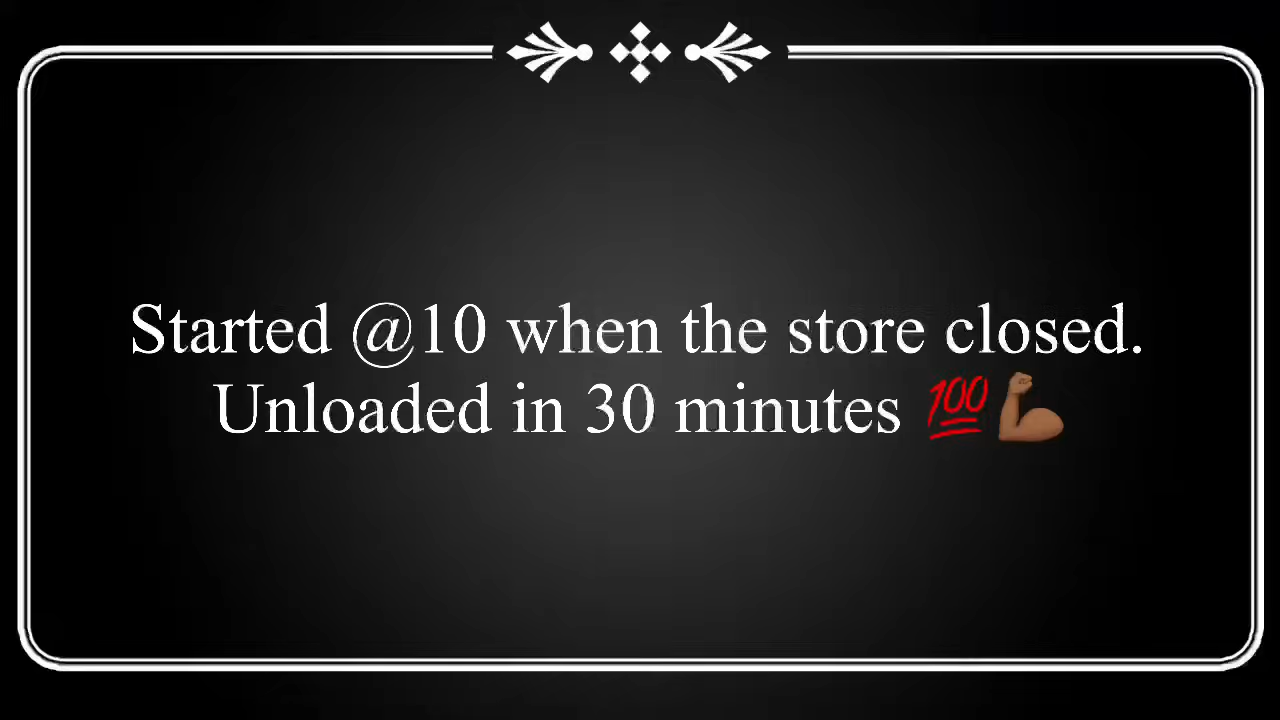 Started @10 when the store closed.
Unloaded in 30 minutes 💯💪🏾